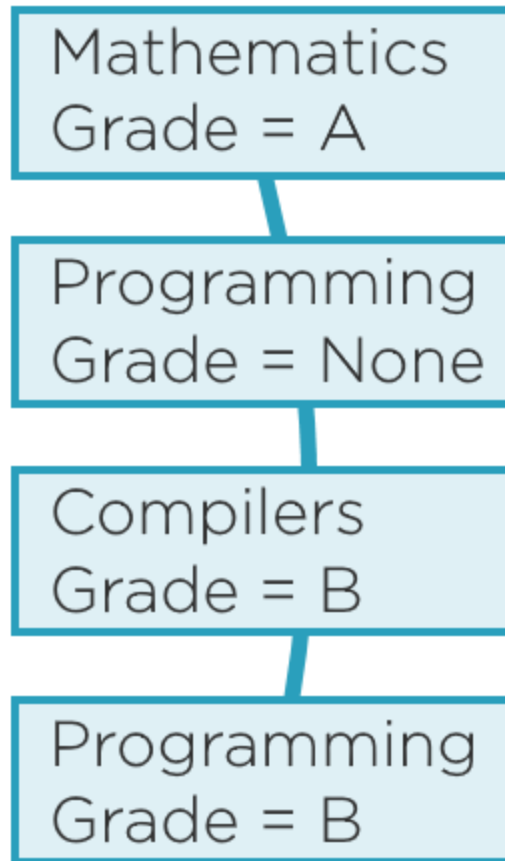 Mathematics
Grade = A
Programming
Grade = None
Compilers
Grade = B
Programming
Grade = B